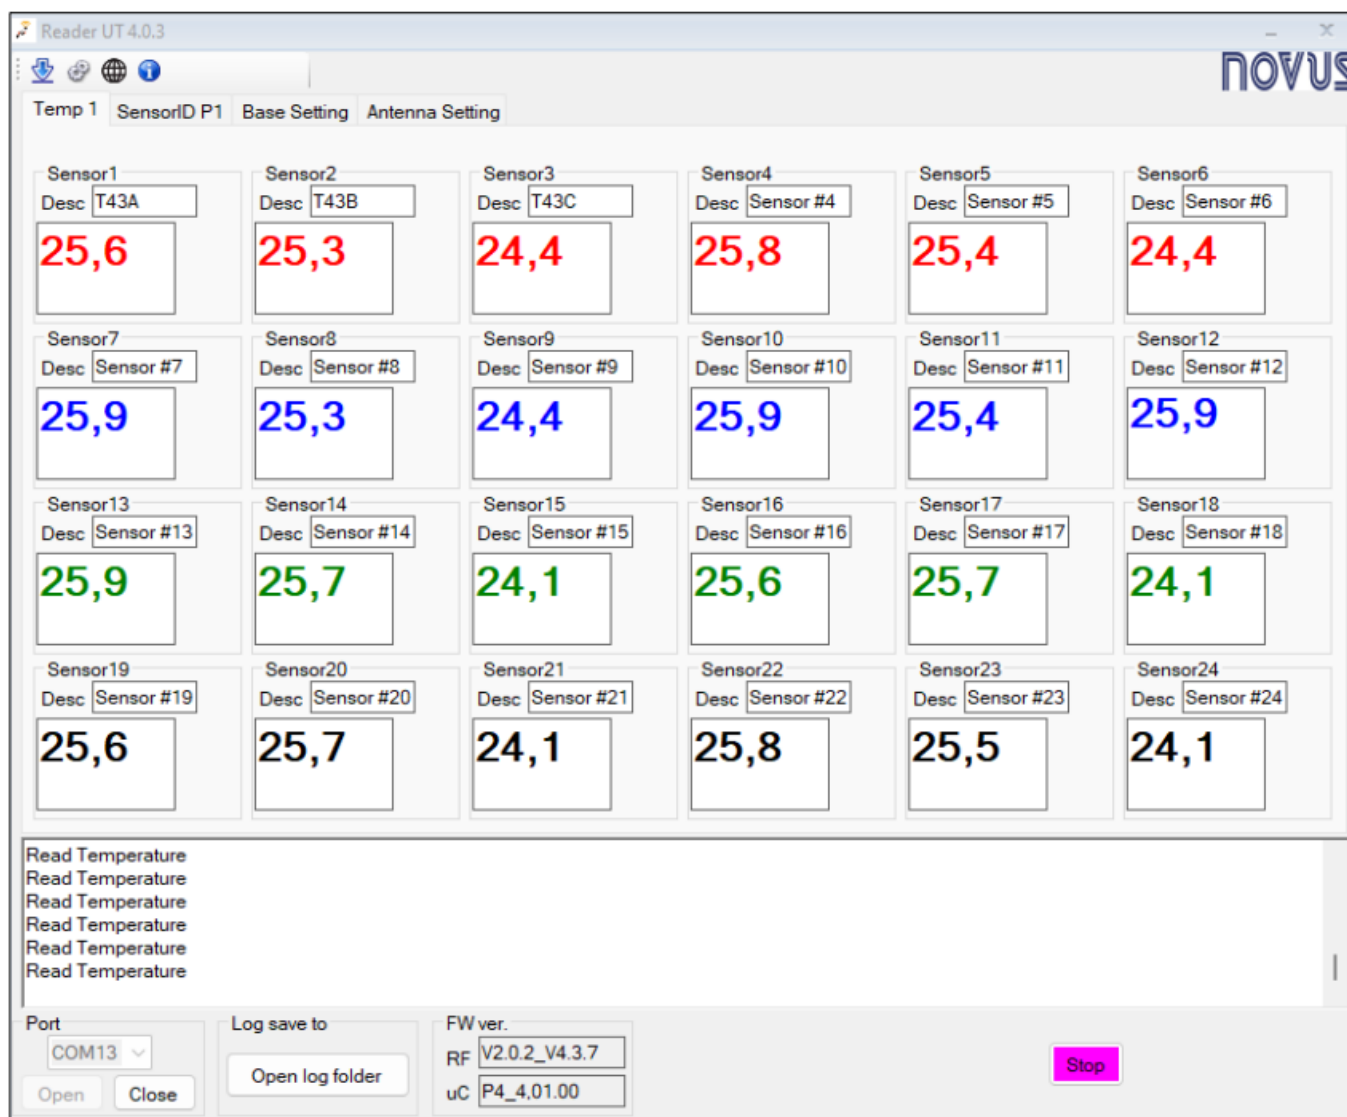 Reader UT 4.0.3
NOVUS
Temp 1 SensorID P1 Base Setting Antenna Setting
Sensor1 Sensor2 Sensor3 Sensor4 Sensor5 Sensor6
Desc T43A Desc T43B Desc T43C Desc Sensor #4 Desc Sensor #5 Desc Sensor #6
25,6 25,3 24,4 25,8 25,4 24,4
Sensor7 Sensor8 Sensor9 Sensor10 Sensor11 Sensor12
Desc Sensor #7 Desc Sensor #8 Desc Sensor #9 Desc Sensor #10 Desc Sensor #11 Desc Sensor #12
25,9 25,3 24,4 25,9 25,4 25,9
Sensor13 Sensor14 Sensor15 Sensor16 Sensor17 Sensor18
Desc Sensor #13 Desc Sensor #14 Desc Sensor #15 Desc Sensor #16 Desc Sensor #17 Desc Sensor #18
25,9 25,7 24,1 25,6 25,7 24,1
Sensor19 Sensor20 Sensor21 Sensor22 Sensor23 Sensor24
Desc Sensor #19 Desc Sensor #20 Desc Sensor #21 Desc Sensor #22 Desc Sensor #23 Desc Sensor #24
25,6 25,7 24,1 25,8 25,5 24,1
Read Temperature
Read Temperature
Read Temperature
Read Temperature
Read Temperature
Read Temperature
Port Log save to FW ver.
COM13 RF V2.0.2_V4.3.7
Open Close Open log folder uC P4_4,01.00 Stop